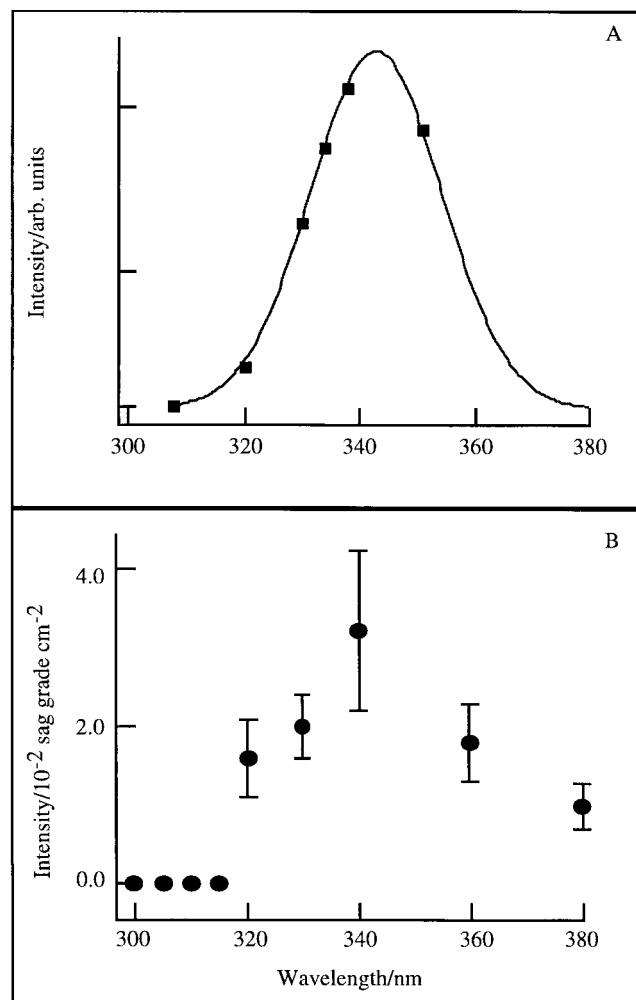 A
Intensity/arb. units
300 320 340 360 380
B
Intensity/10⁻² sag grade cm⁻²
4.0
2.0
0.0
300 320 340 360 380
Wavelength/nm